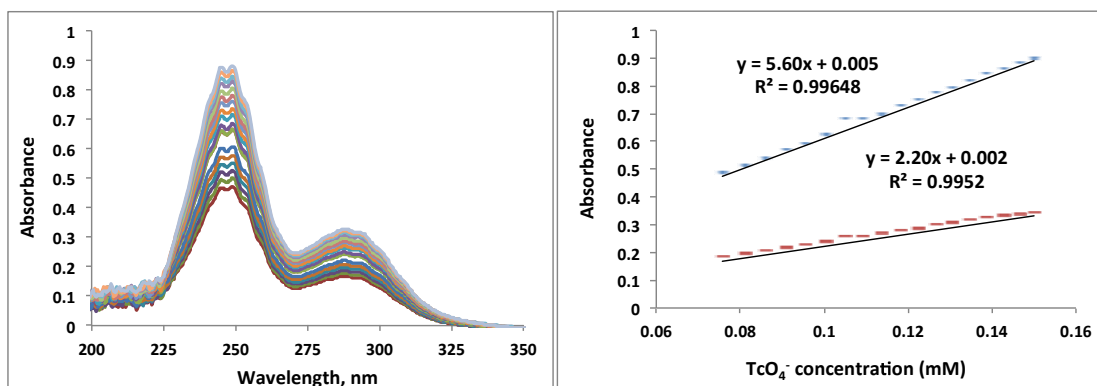 1
0.9
0.8
0.7
0.6
0.5
0.4
0.3
0.2
0.1
0
Absorbance
200 225 250 275 300 325 350
Wavelength, nm
1
0.9
0.8
0.7
0.6
0.5
0.4
0.3
0.2
0.1
0
Absorbance
y = 5.60x + 0.005
R² = 0.99648
y = 2.20x + 0.002
R² = 0.9952
0.06 0.08 0.1 0.12 0.14 0.16
TcO₄⁻ concentration (mM)